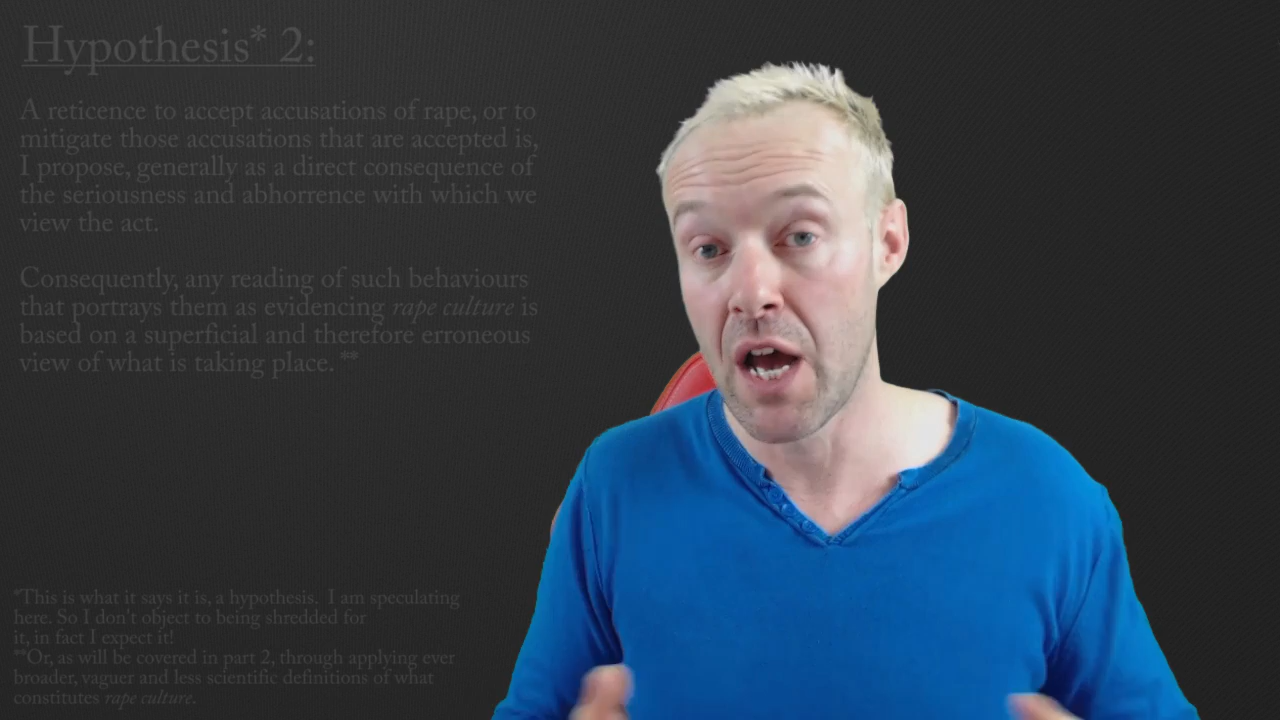 Hypothesis* 2:
A reticence to accept accusations of rape, or to
mitigate those accusations that are accepted is,
I propose, generally as a direct consequence of
the seriousness and abhorrence with which we
view the act.
Consequently, any reading of such behaviours
that portrays them as evidencing rape culture is
based on a superficial and therefore erroneous
view of what is taking place. **
*This is what it says it is, a hypothesis. I am speculating
here. So I don't object to being shredded for
it, in fact I expect it!
**Or, as will be covered in part 2, through applying ever
broader, vaguer and less scientific definitions of what
constitutes rape culture.